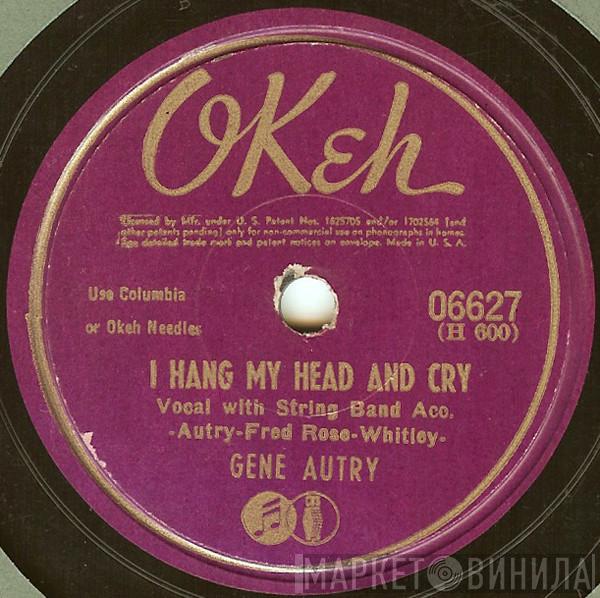 OKeh
Licensed by Mfr. under U. S. Patent Nos. 1625705 and/or 1702564 (and
other patents pending) only for non-commercial use on phonographs in homes.
See detailed trade mark and patent notices on envelope. Made in U. S. A.
Use Columbia
or Okeh Needles
06627
(H 600)
I HANG MY HEAD AND CRY
Vocal with String Band Acc.
-Autry-Fred Rose-Whitley-
GENE AUTRY
МАРКЕТ ВИНИЛА